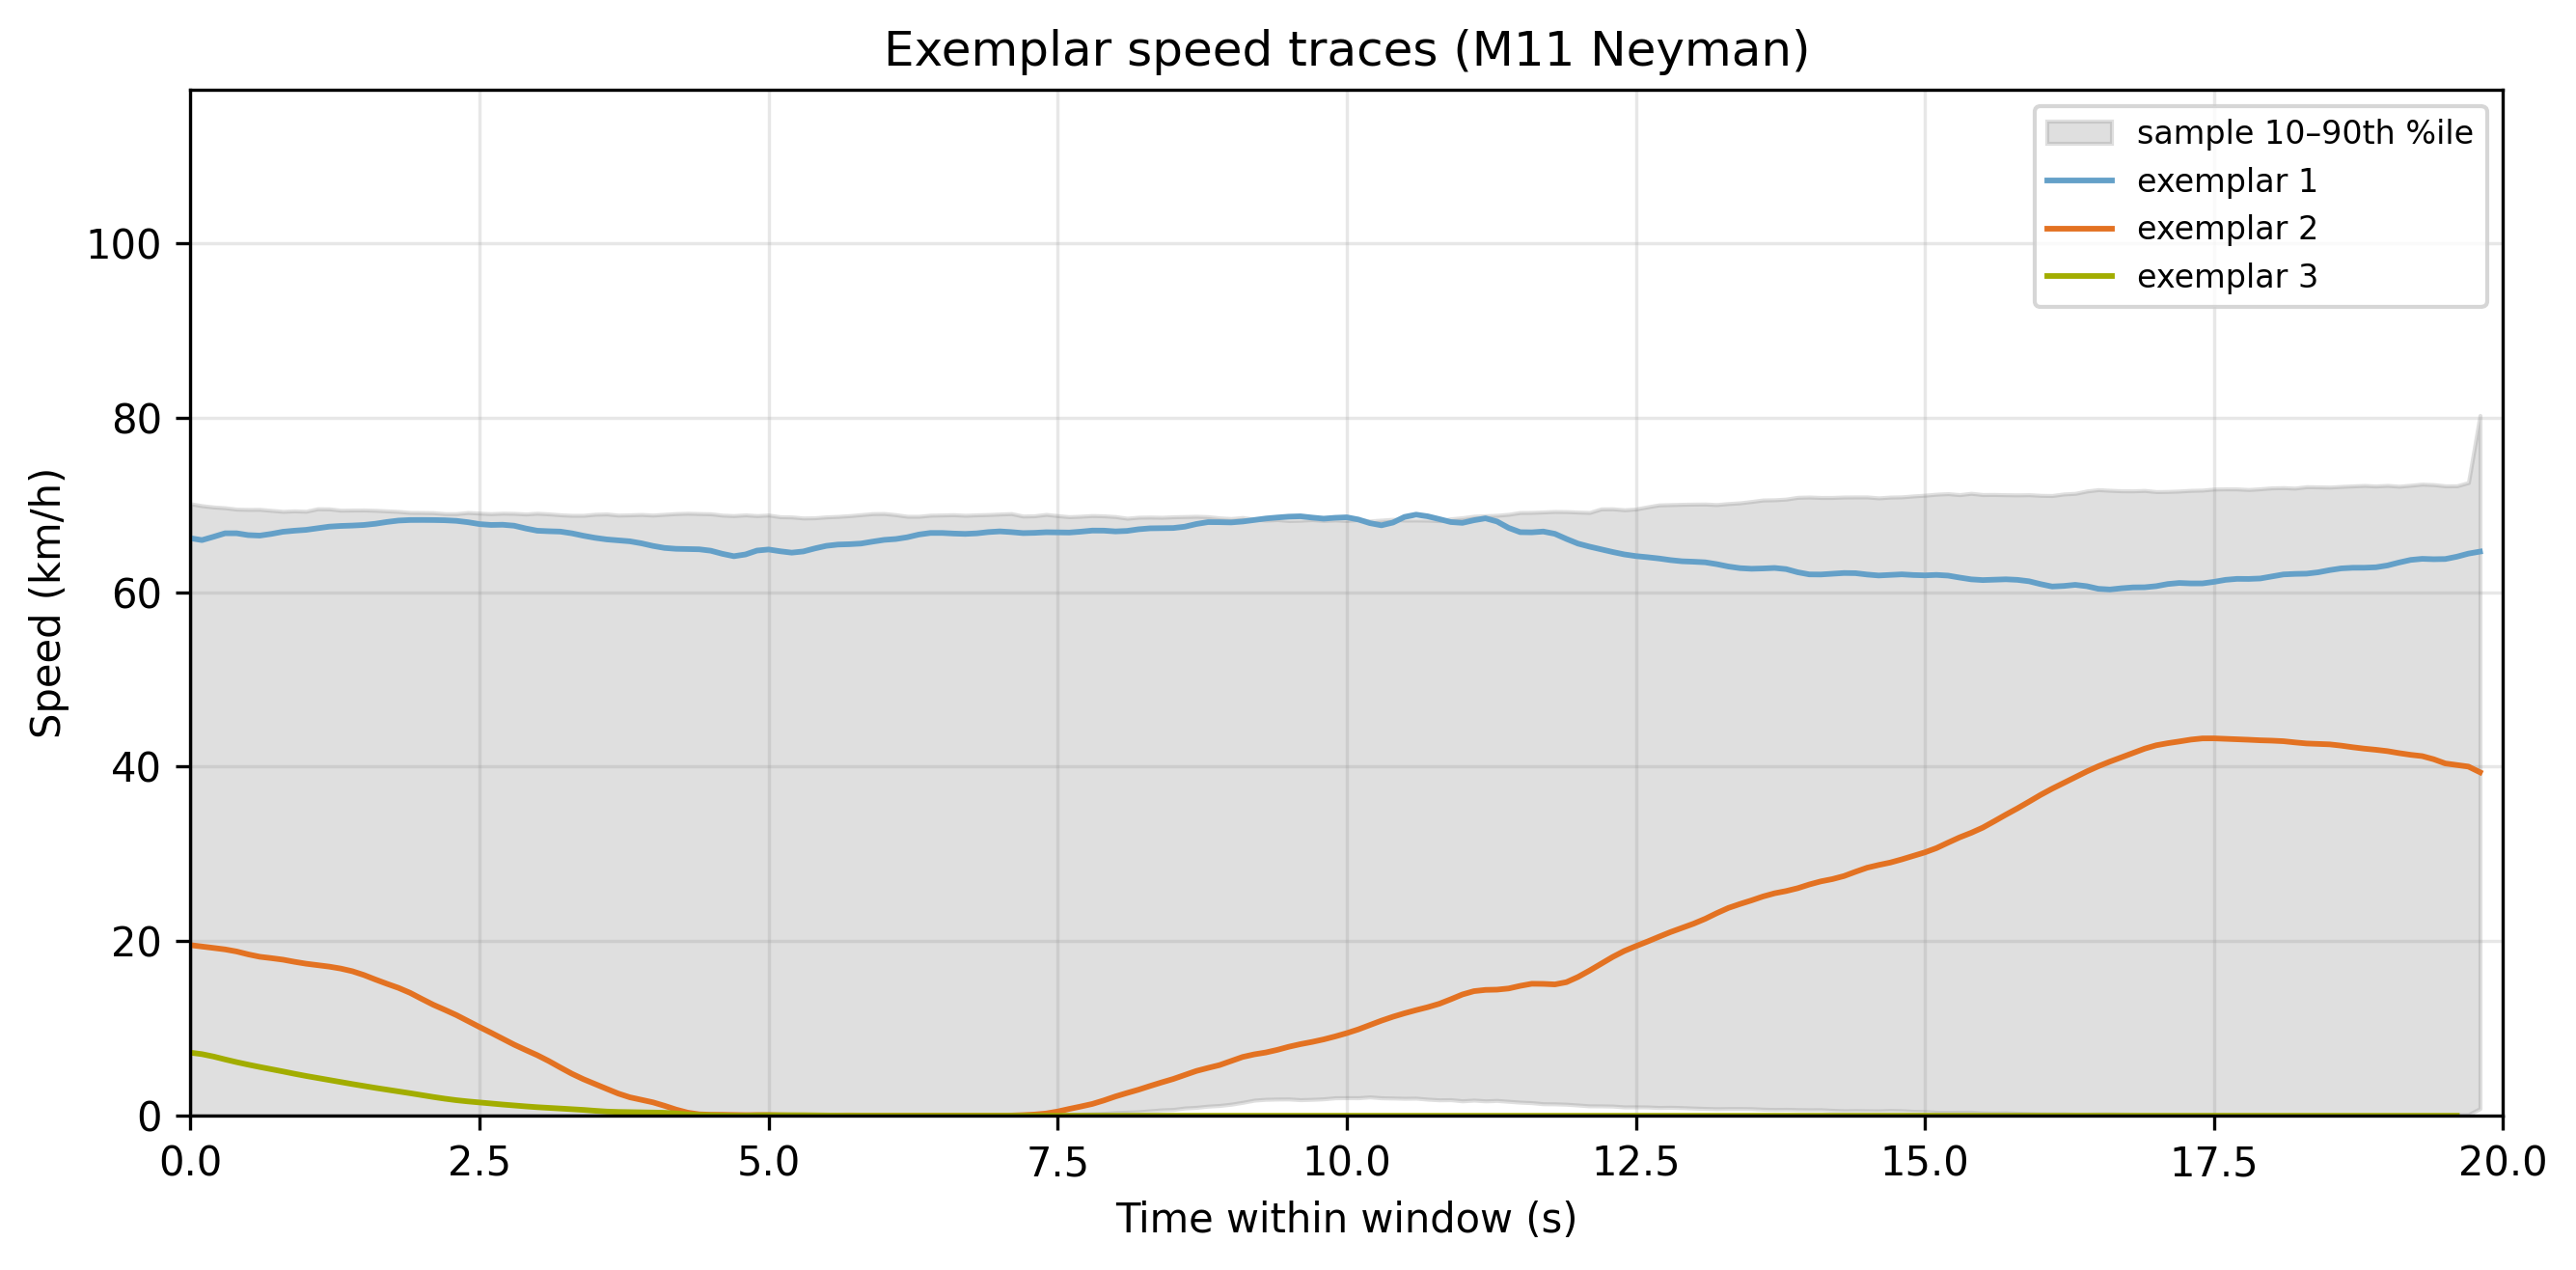 Exemplar speed traces (M11 Neyman)
sample 10–90th %ile
exemplar 1
exemplar 2
exemplar 3
Speed (km/h)
100
80
60
40
20
0
0.0 2.5 5.0 7.5 10.0 12.5 15.0 17.5 20.0
Time within window (s)